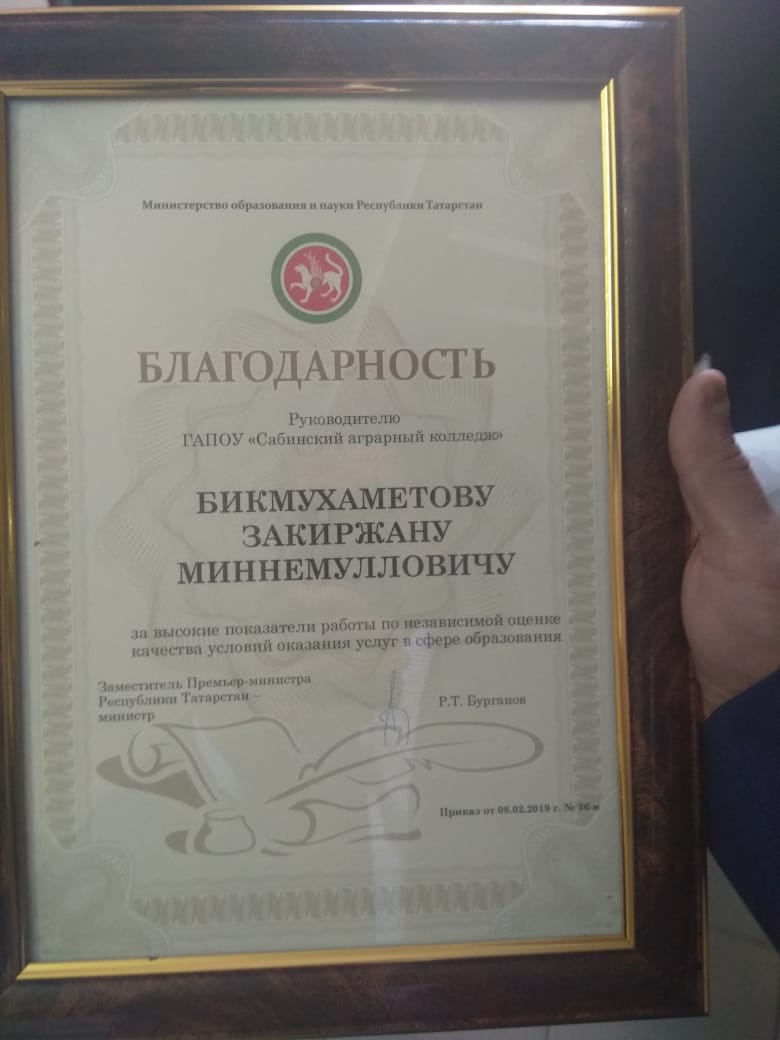 Министерство образования и науки Республики Татарстан
БЛАГОДАРНОСТЬ
Руководителю
ГАПОУ «Сабинский аграрный колледж»
БИКМУХАМЕТОВУ
ЗАКИРЖАНУ
МИННЕМУЛЛОВИЧУ
за высокие показатели работы по независимой оценке
качества условий оказания услуг в сфере образования
Заместитель Премьер-министра
Республики Татарстан –
министр
Р.Т. Бурганов
Приказ от 08.02.2019 г. № 36-н